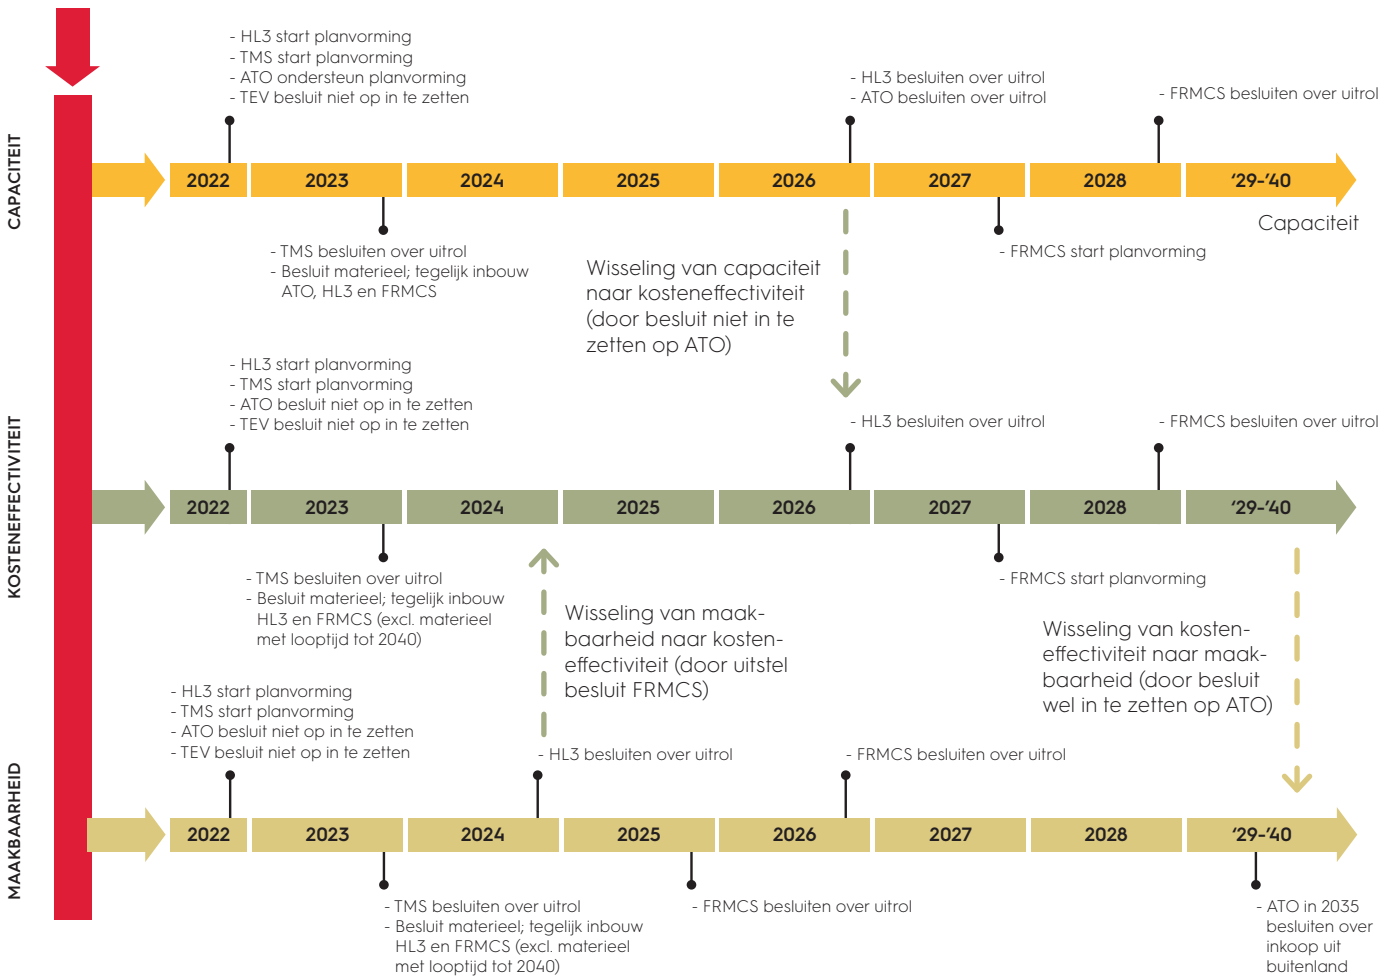 - HL3 start planvorming
- TMS start planvorming
- ATO ondersteun planvorming
- TEV besluit niet op in te zetten
- HL3 besluiten over uitrol
- ATO besluiten over uitrol
- FRMCS besluiten over uitrol
CAPACITEIT
2022 2023 2024 2025 2026 2027 2028 '29-'40
Capaciteit
- TMS besluiten over uitrol
- Besluit materieel; tegelijk inbouw
ATO, HL3 en FRMCS
Wisseling van capaciteit
naar kosteneffectiviteit
(door besluit niet in te
zetten op ATO)
- FRMCS start planvorming
- HL3 start planvorming
- TMS start planvorming
- ATO besluit niet op in te zetten
- TEV besluit niet op in te zetten
- HL3 besluiten over uitrol
- FRMCS besluiten over uitrol
KOSTENEFFECTIVITEIT
2022 2023 2024 2025 2026 2027 2028 '29-'40
- TMS besluiten over uitrol
- Besluit materieel; tegelijk inbouw
HL3 en FRMCS (excl. materieel
met looptijd tot 2040)
Wisseling van maak-
baarheid naar kosten-
effectiviteit (door uitstel
besluit FRMCS)
- FRMCS start planvorming
Wisseling van kosten-
effectiviteit naar maak-
baarheid (door besluit
wel in te zetten op ATO)
- HL3 start planvorming
- TMS start planvorming
- ATO besluit niet op in te zetten
- TEV besluit niet op in te zetten
- HL3 besluiten over uitrol
- FRMCS besluiten over uitrol
MAAKBAARHEID
2022 2023 2024 2025 2026 2027 2028 '29-'40
- TMS besluiten over uitrol
- Besluit materieel; tegelijk inbouw
HL3 en FRMCS (excl. materieel
met looptijd tot 2040)
- FRMCS besluiten over uitrol
- ATO in 2035
besluiten over
inkoop uit
buitenland